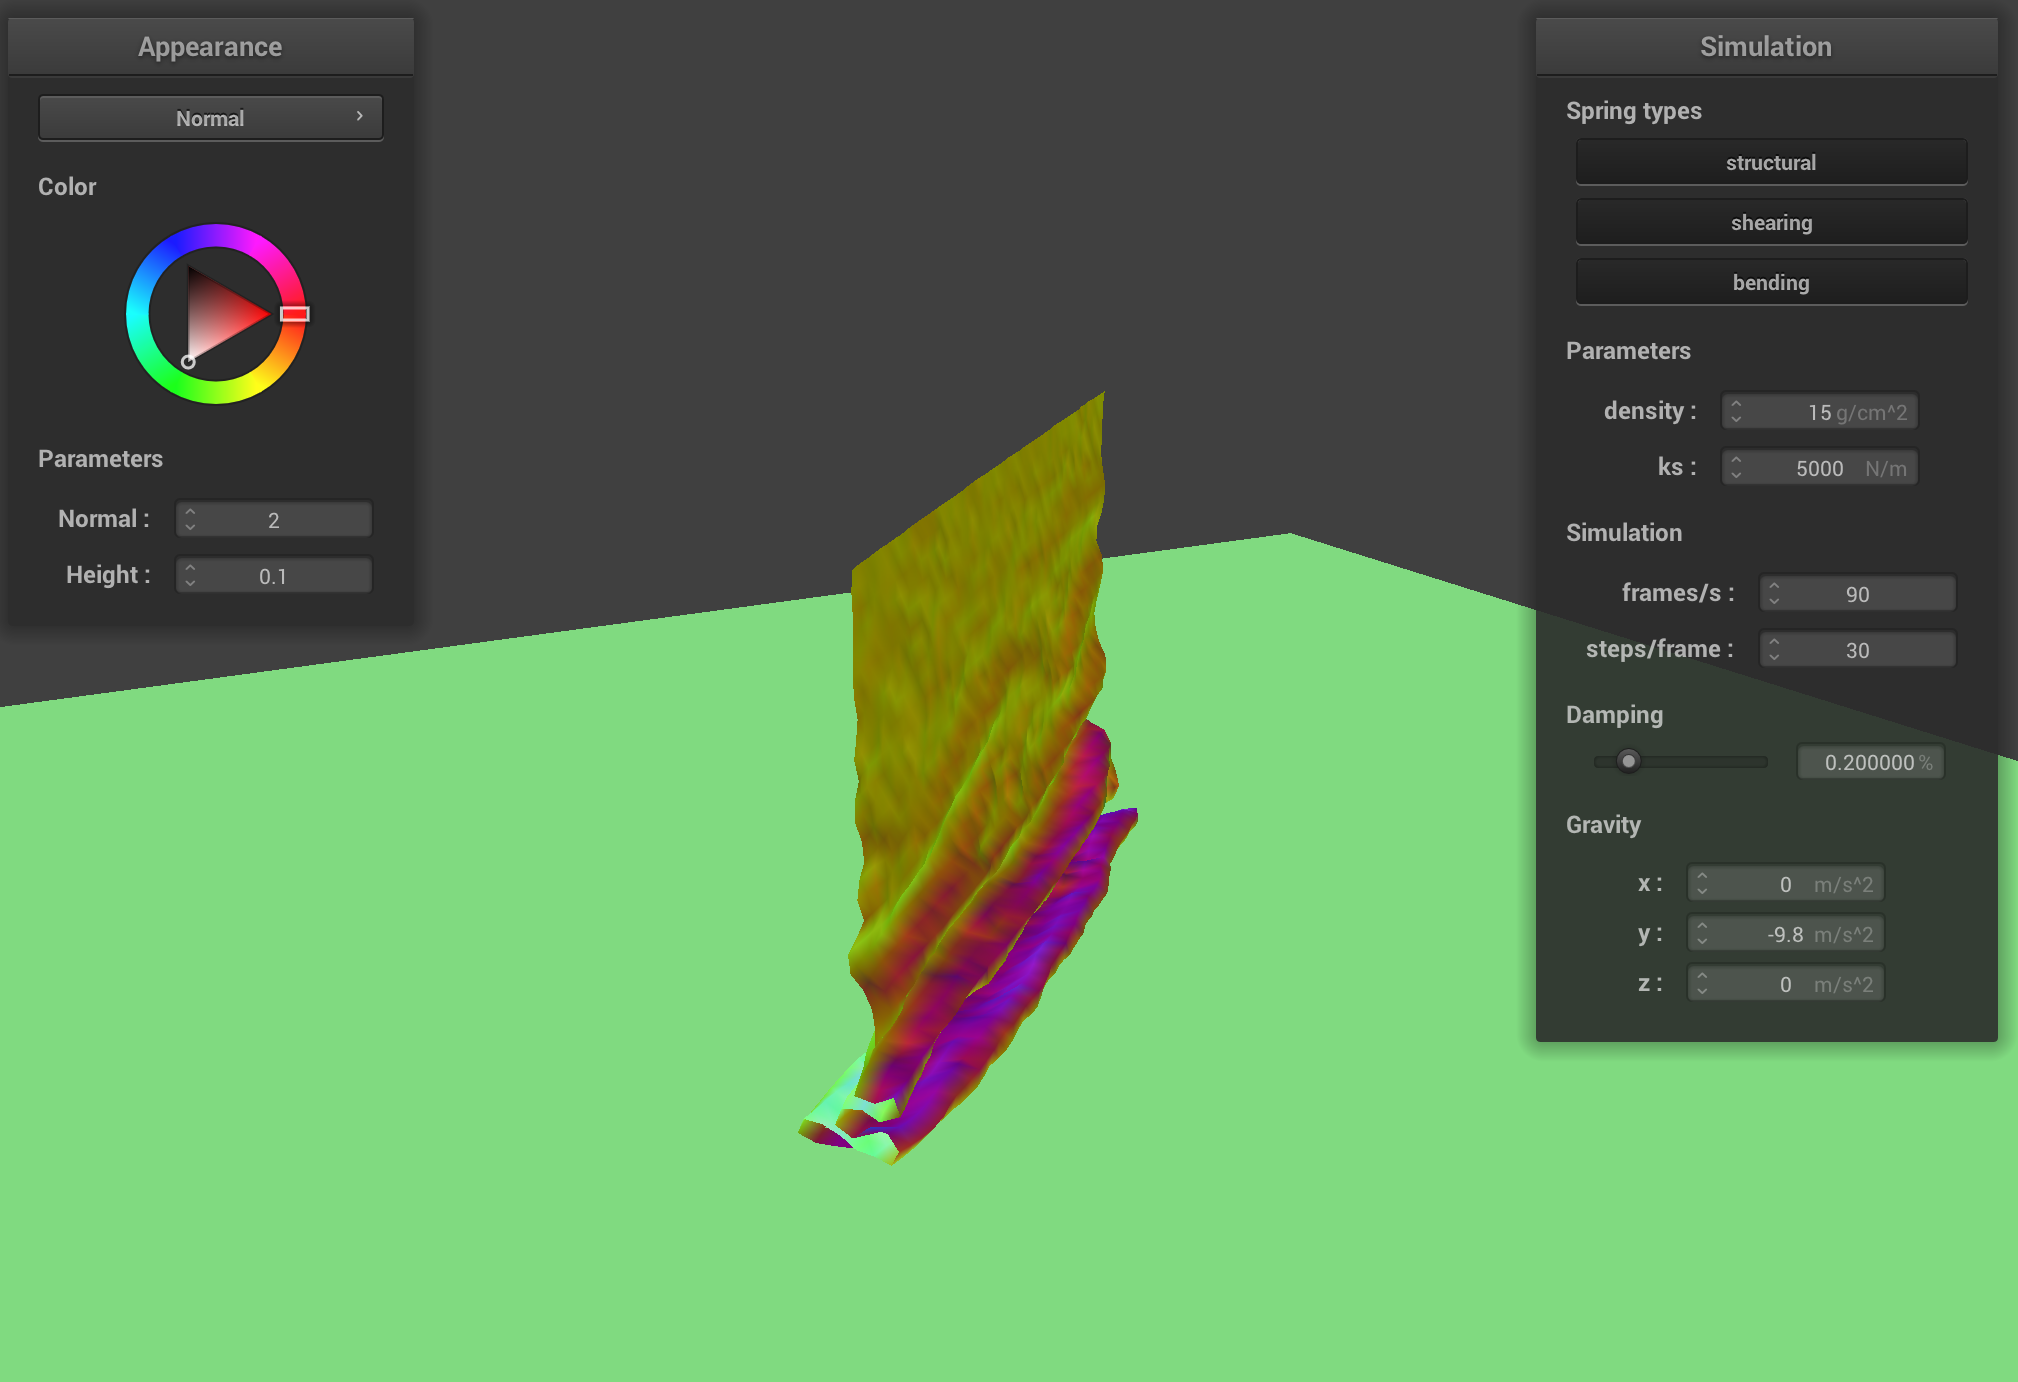 Appearance
Normal
Color
Parameters
Normal : 2
Height : 0.1
Simulation
Spring types
structural
shearing
bending
Parameters
density : 15 g/cm^2
ks : 5000 N/m
Simulation
frames/s : 90
steps/frame : 30
Damping
0.200000 %
Gravity
x : 0 m/s^2
y : -9.8 m/s^2
z : 0 m/s^2